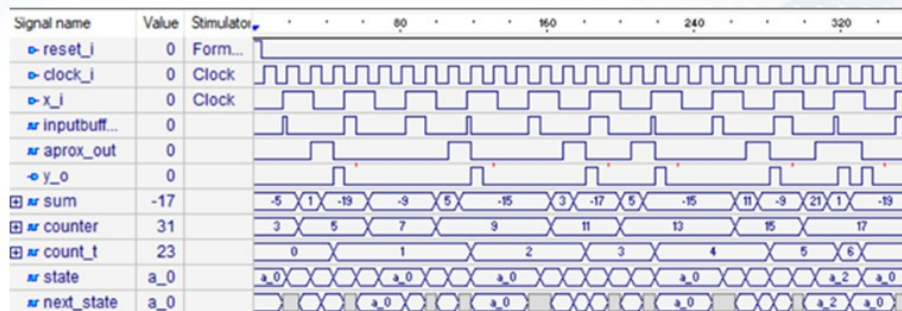 Signal name Value Stimulator 80 160 240 320
reset_i 0 Form...
clock_i 0 Clock
x_i 0 Clock
inputbuff... 0
aprox_out 0
y_o 0
sum -17 -5 1 -19 -9 5 -15 3 -17 5 -15 11 -9 21 1 -19
counter 31 3 5 7 9 11 13 15 17
count_t 23 0 1 2 3 4 5 6
state a_0 a_0 a_0 a_0 a_0 a_2 a_0
next_state a_0 a_0 a_0 a_0 a_2 a_0